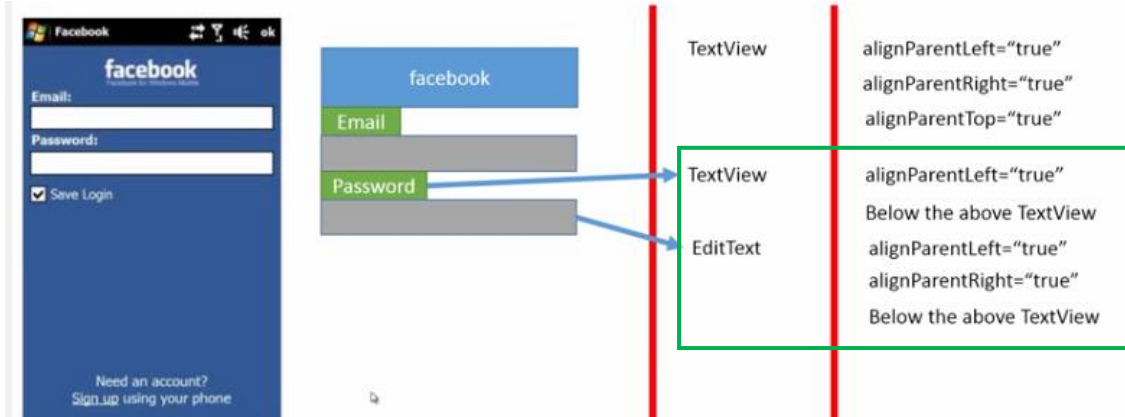 Facebook
ok
facebook
Email:
Password:
Save Login
Need an account?
Sign up using your phone
facebook
Email
Password
TextView
alignParentLeft=“true”
alignParentRight=“true”
alignParentTop=“true”
TextView
alignParentLeft=“true”
Below the above TextView
EditText
alignParentLeft=“true”
alignParentRight=“true”
Below the above TextView